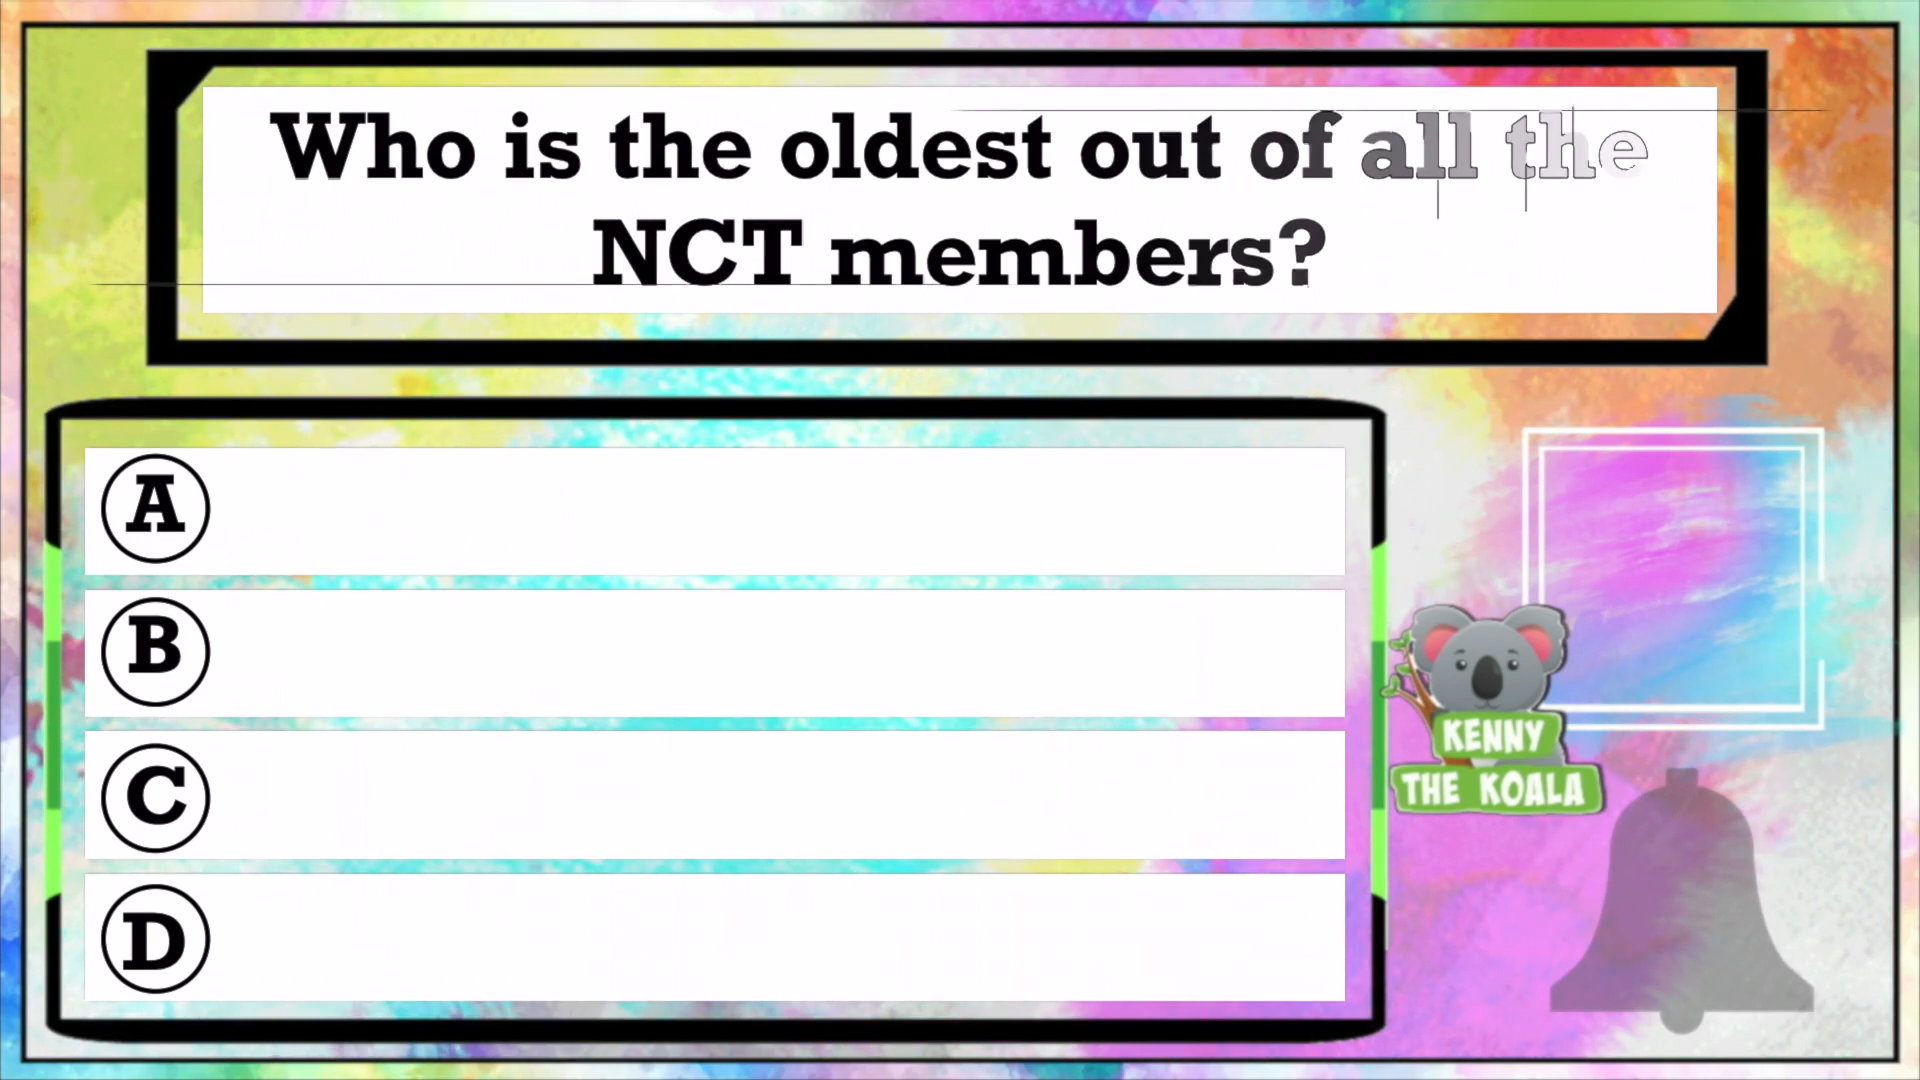 Who is the oldest out of all the
NCT members?
A
B
C
D
KENNY
THE KOALA